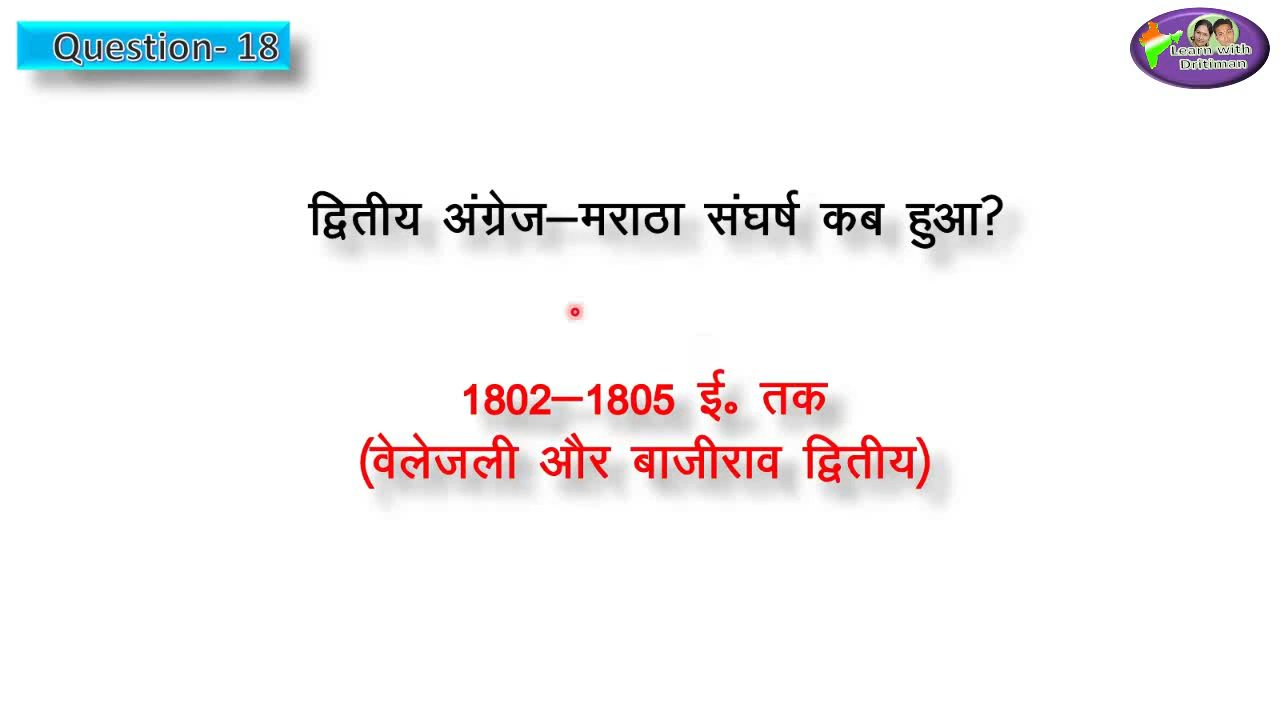 Question- 18
Learn with
Dritiman
द्वितीय अंग्रेज–मराठा संघर्ष कब हुआ?
1802–1805 ई॰ तक
(वेलेजली और बाजीराव द्वितीय)